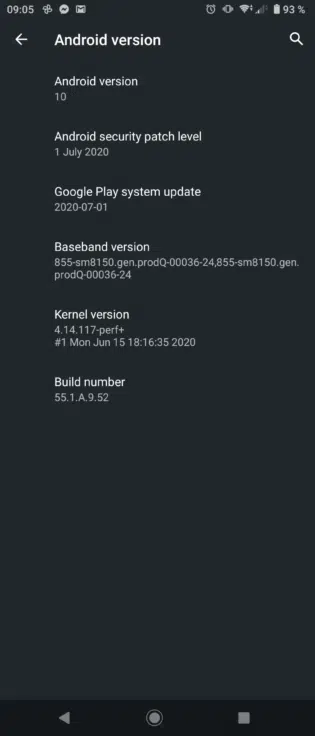 09:05
93 %
Android version
Android version
10
Android security patch level
1 July 2020
Google Play system update
2020-07-01
Baseband version
855-sm8150.gen.prodQ-00036-24,855-sm8150.gen.
prodQ-00036-24
Kernel version
4.14.117-perf+
#1 Mon Jun 15 18:16:35 2020
Build number
55.1.A.9.52